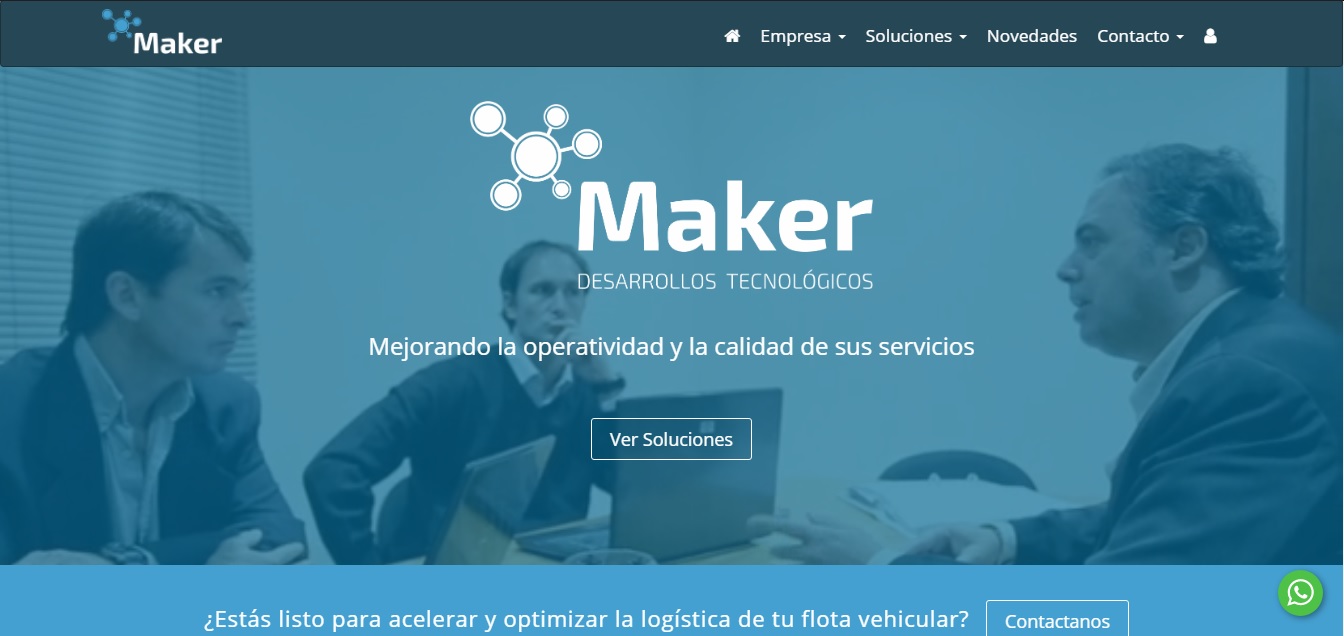 Maker
Empresa
Soluciones
Novedades
Contacto
Maker
DESARROLLOS TECNOLÓGICOS
Mejorando la operatividad y la calidad de sus servicios
Ver Soluciones
¿Estás listo para acelerar y optimizar la logística de tu flota vehicular?
Contactanos